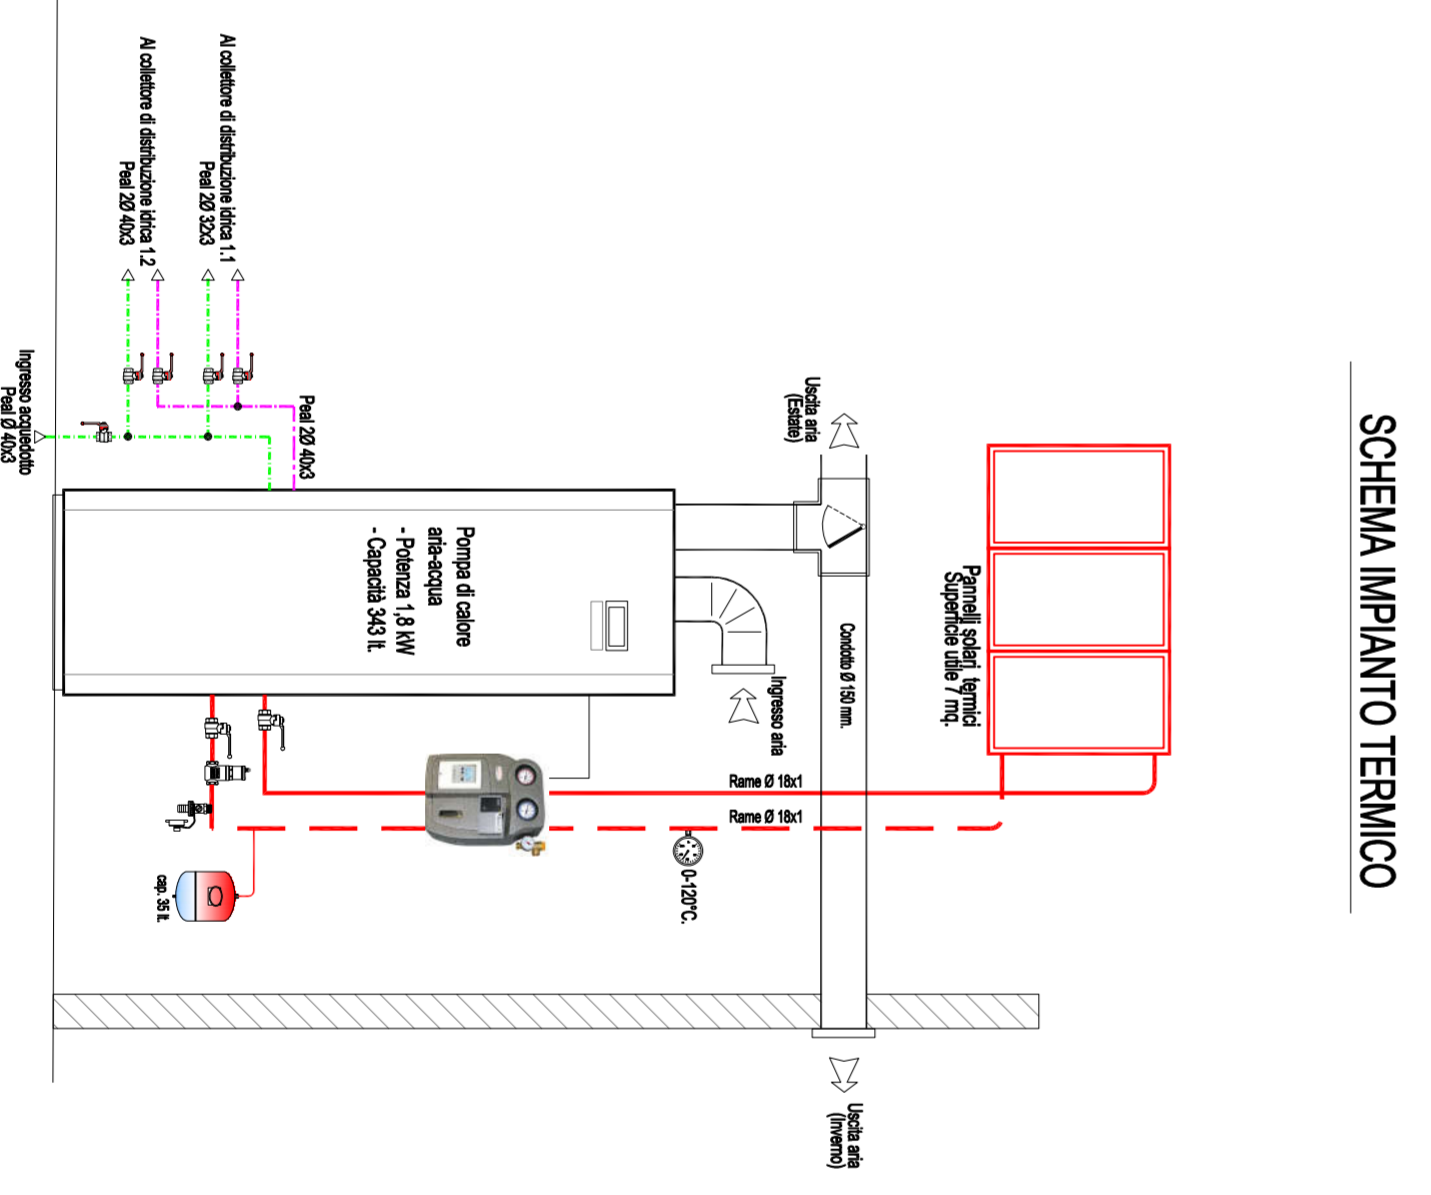 SCHEMA IMPIANTO TERMICO
Pannelli solari termici
Superficie utile 7 mq.
Uscita aria
(Estate)
Condotto Ø 150 mm.
Uscita aria
(Inverno)
Ingresso aria
Rame Ø 18x1
Rame Ø 18x1
0-120°C.
Pompa di calore
aria-acqua
- Potenza 1,8 kW
- Capacità 343 lt.
Peal 2Ø 40x3
Al collettore di distribuzione idrica 1.1
Peal 2Ø 32x3
Al collettore di distribuzione idrica 1.2
Peal 2Ø 40x3
cap. 35 lt.
Ingresso acquedotto
Peal Ø 40x3